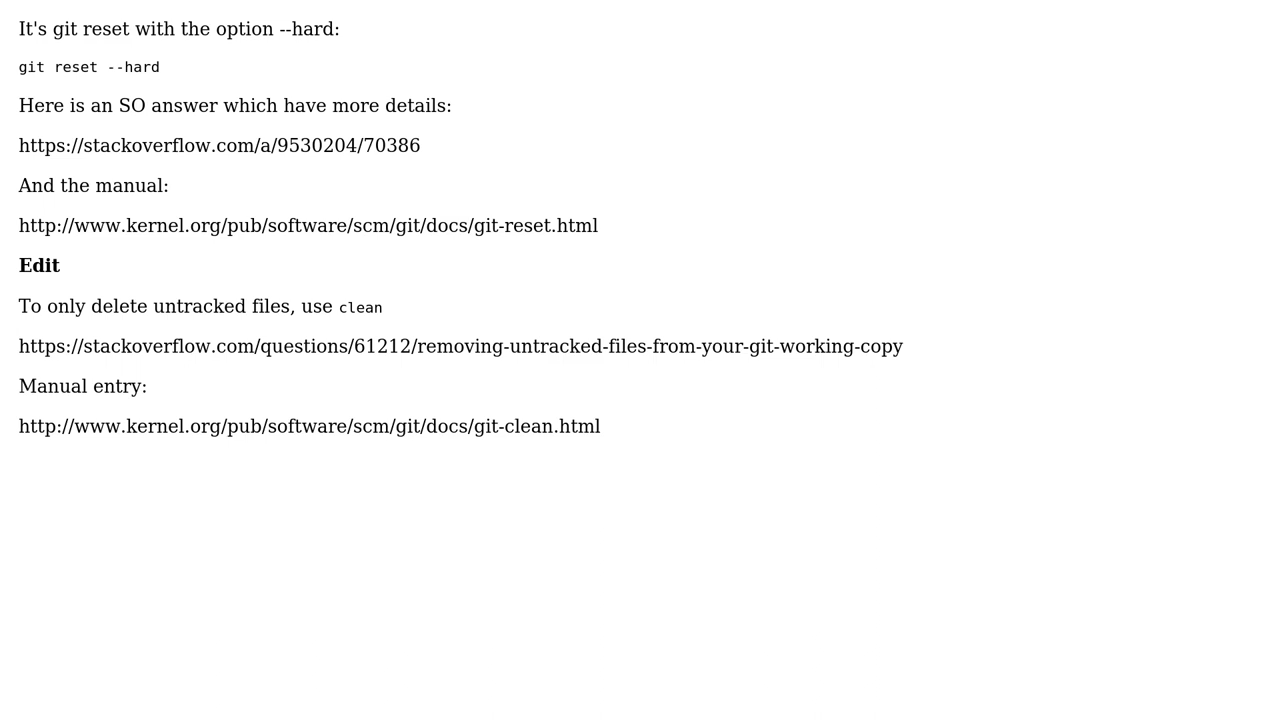 It's git reset with the option --hard:
git reset --hard
Here is an SO answer which have more details:
https://stackoverflow.com/a/9530204/70386
And the manual:
http://www.kernel.org/pub/software/scm/git/docs/git-reset.html
Edit
To only delete untracked files, use clean
https://stackoverflow.com/questions/61212/removing-untracked-files-from-your-git-working-copy
Manual entry:
http://www.kernel.org/pub/software/scm/git/docs/git-clean.html